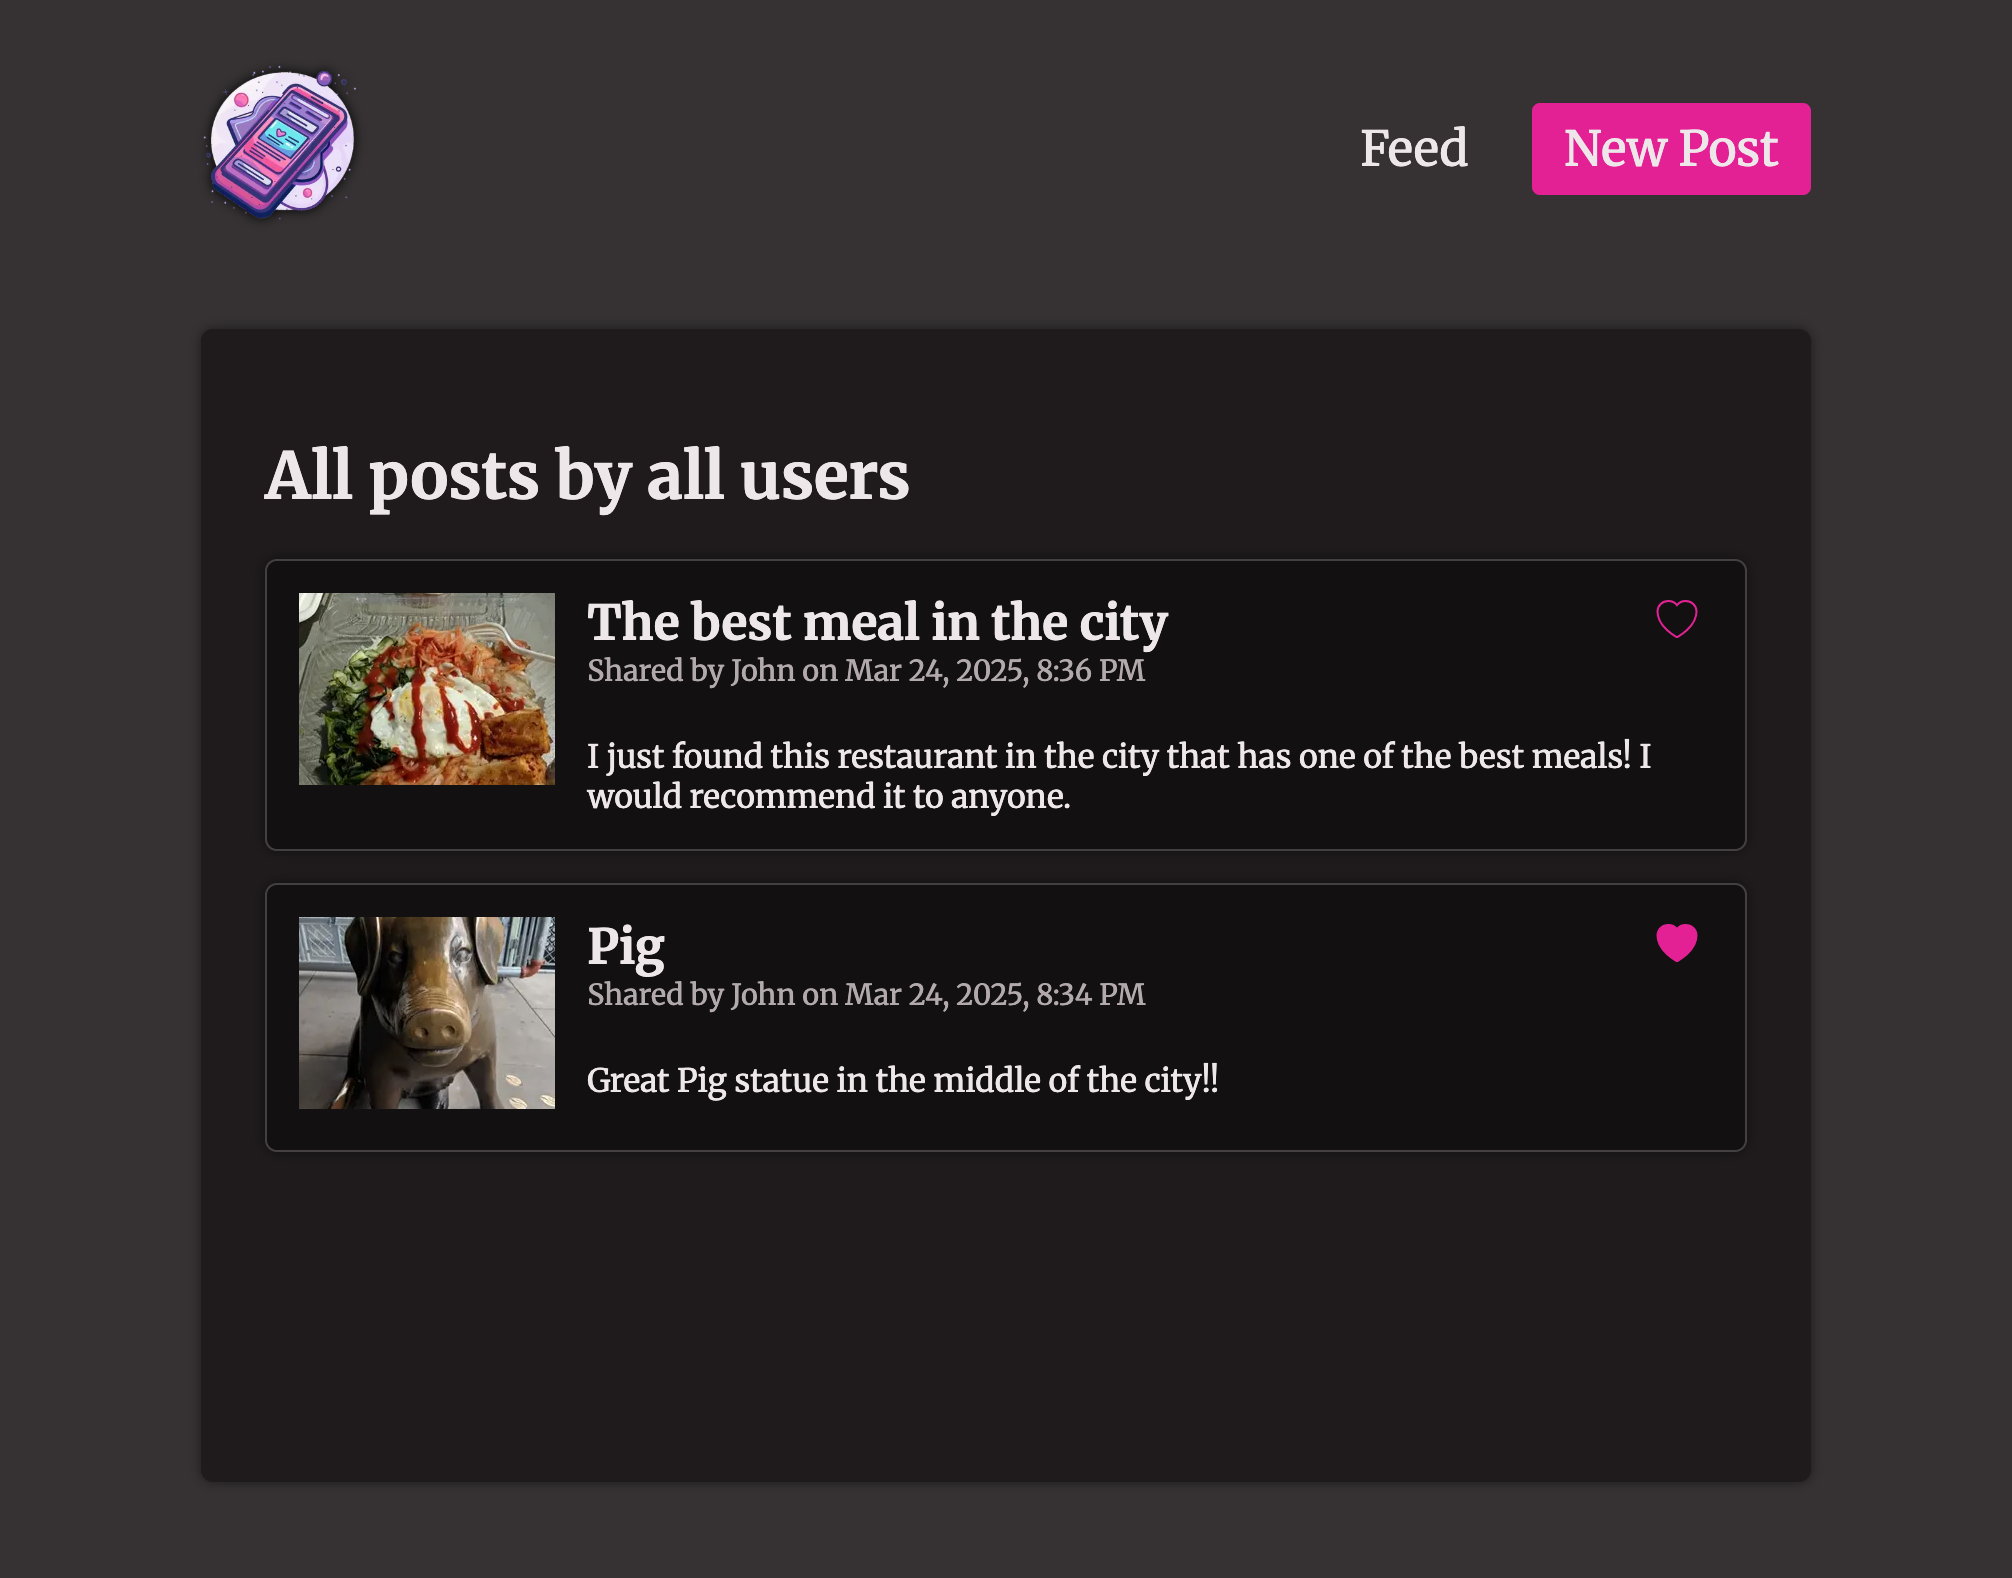 Feed
New Post
All posts by all users
The best meal in the city
Shared by John on Mar 24, 2025, 8:36 PM
I just found this restaurant in the city that has one of the best meals! I
would recommend it to anyone.
Pig
Shared by John on Mar 24, 2025, 8:34 PM
Great Pig statue in the middle of the city!!